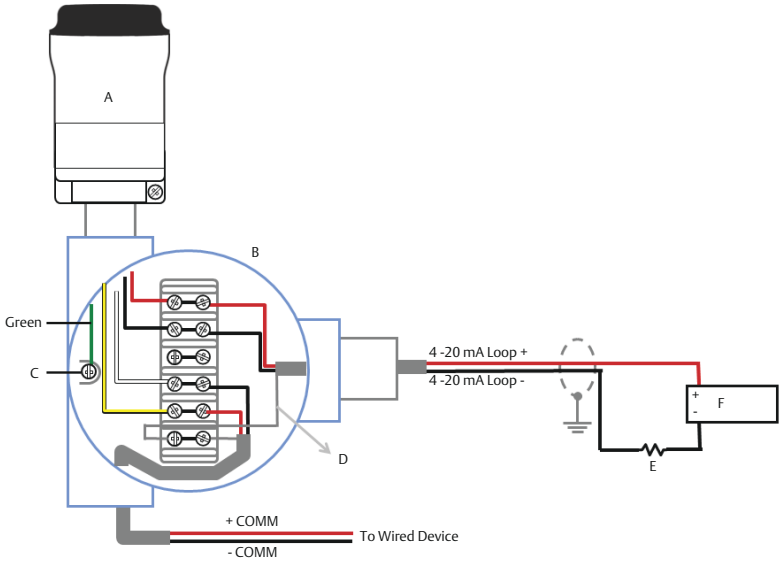 A
B
Green
C
4 -20 mA Loop +
4 -20 mA Loop -
+
F
-
D
E
+ COMM
To Wired Device
- COMM